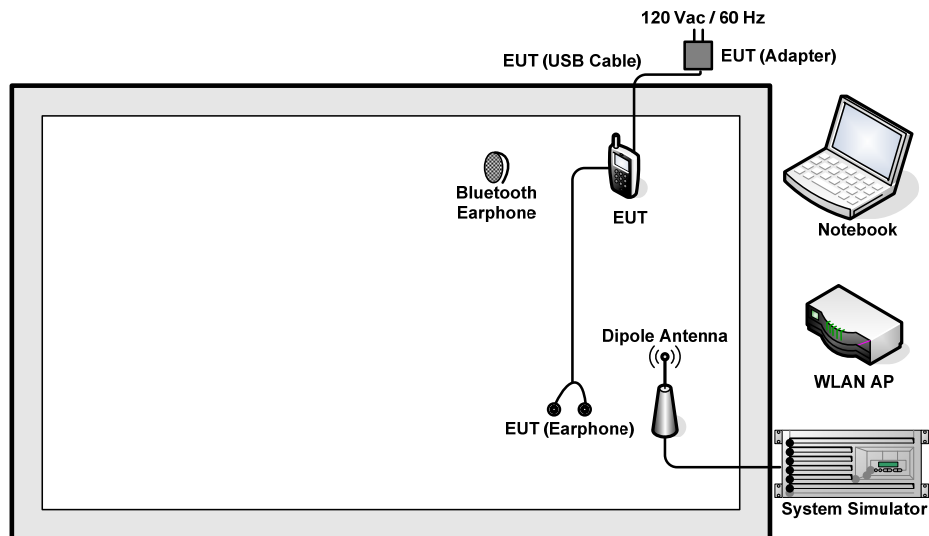 120 Vac / 60 Hz
EUT (USB Cable)
EUT (Adapter)
Bluetooth
Earphone
EUT
Notebook
Dipole Antenna
WLAN AP
EUT (Earphone)
System Simulator